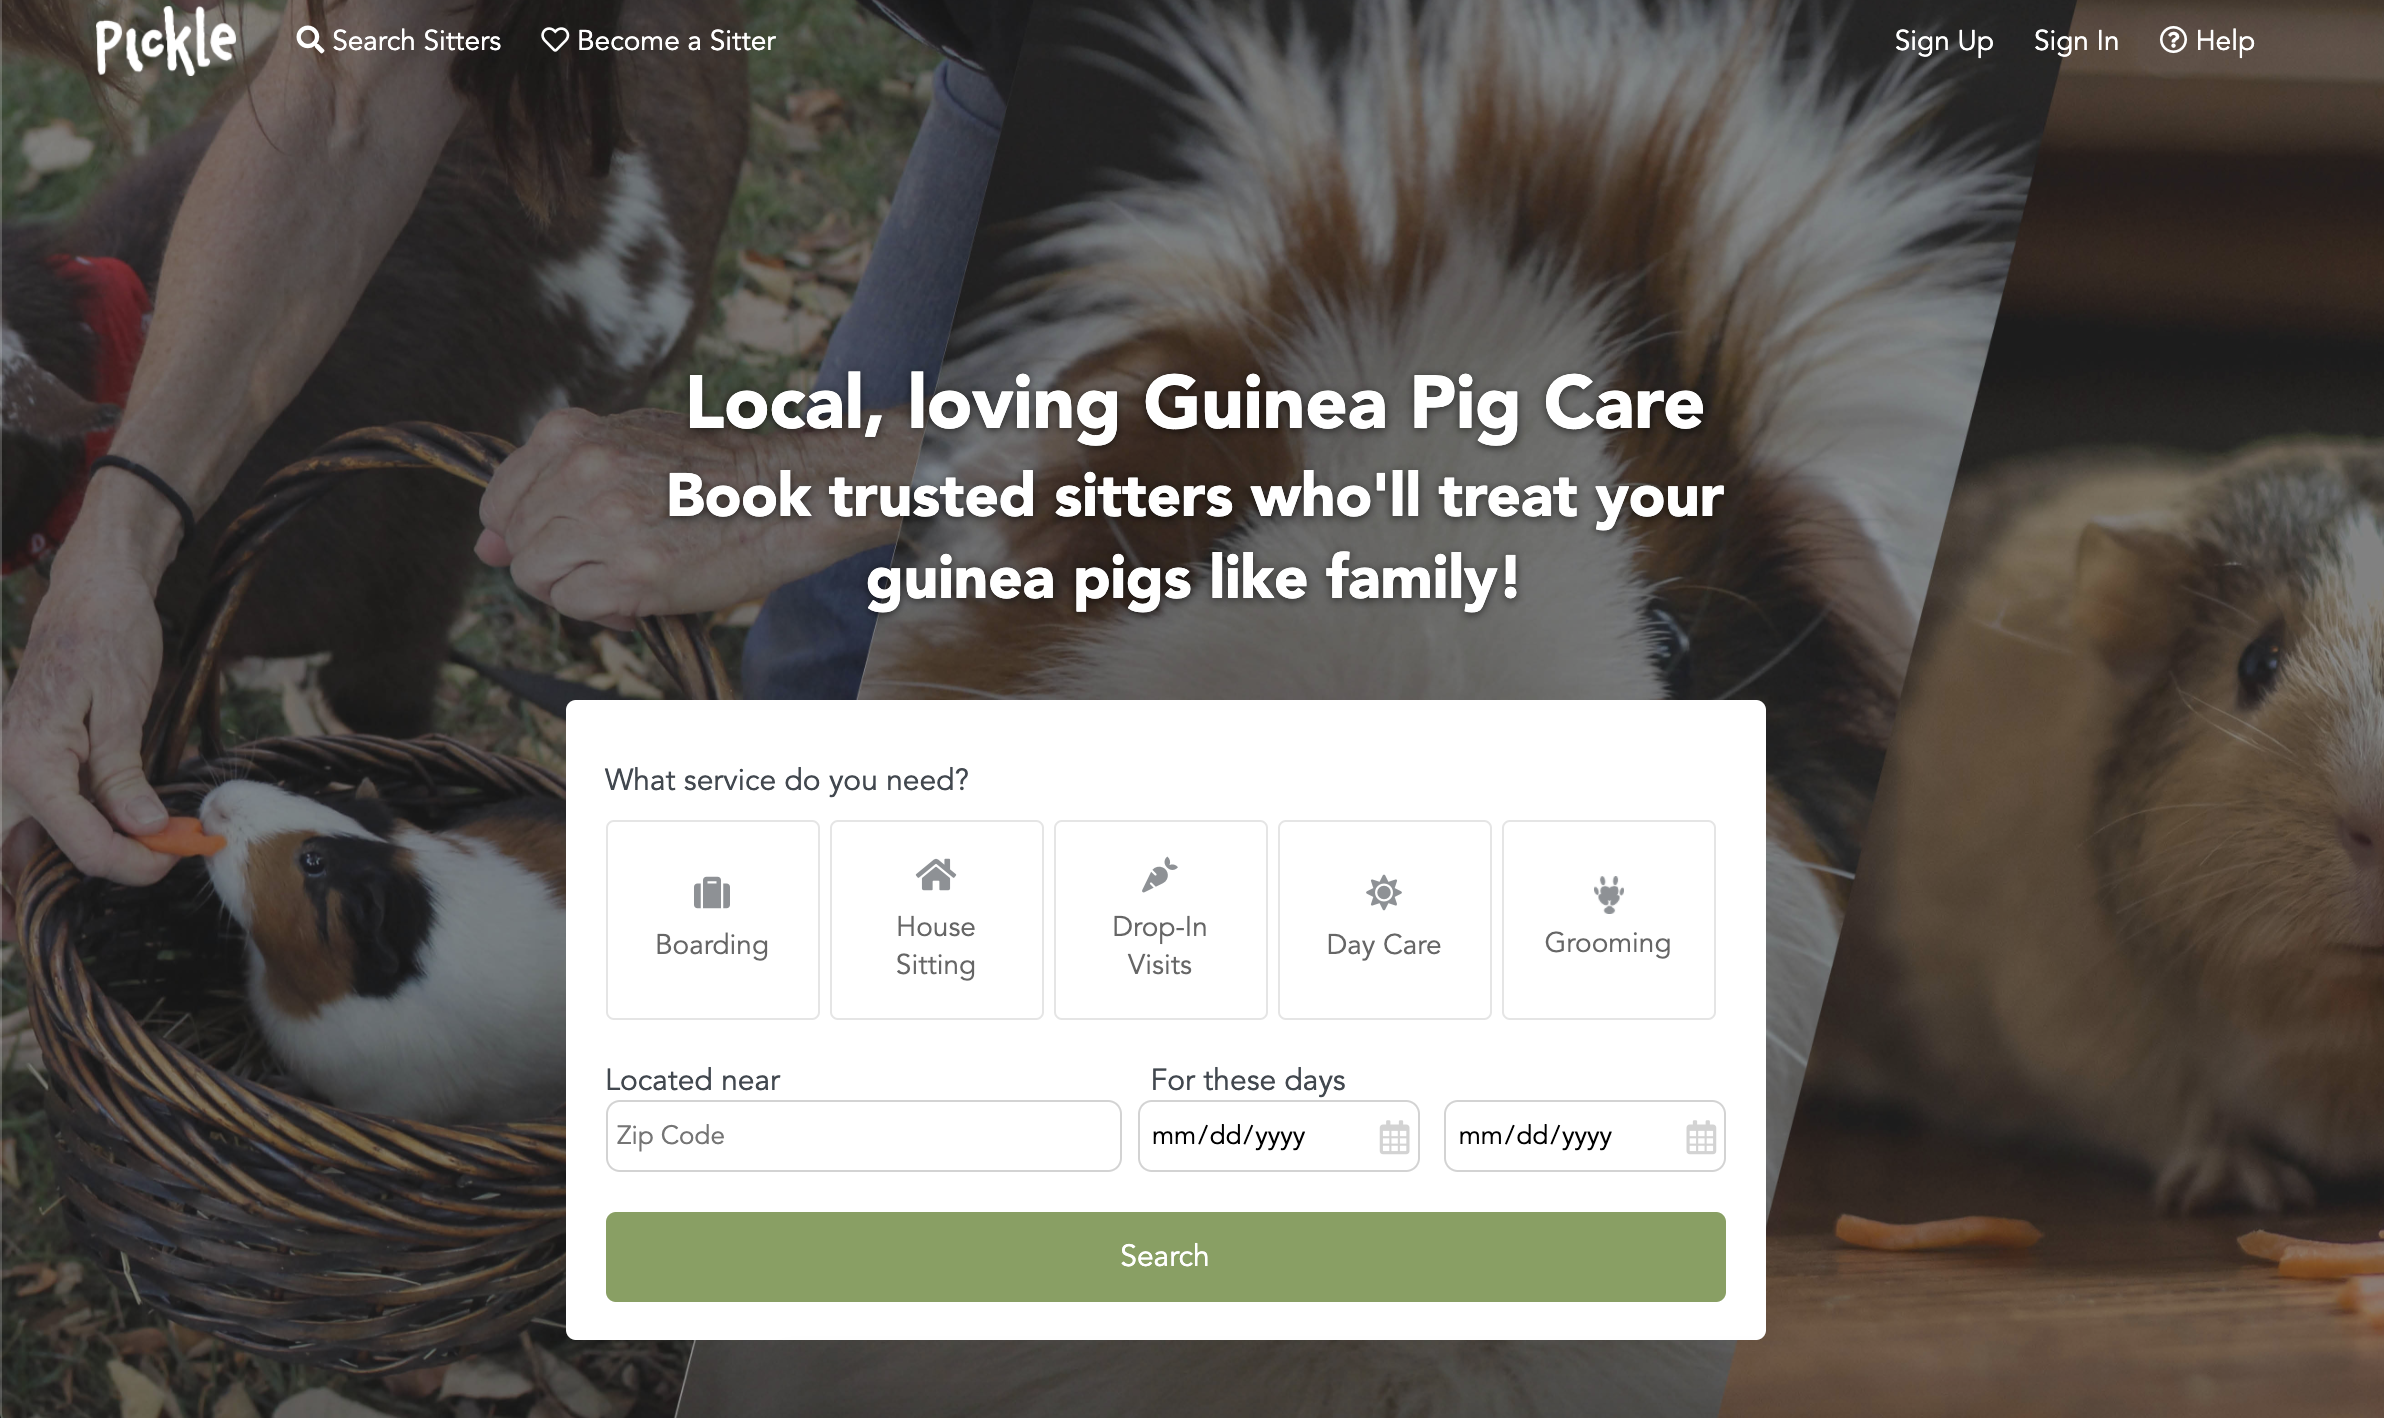 Pickle
Search Sitters
Become a Sitter
Sign Up
Sign In
Help
Local, loving Guinea Pig Care
Book trusted sitters who'll treat your
guinea pigs like family!
What service do you need?
Boarding
House
Sitting
Drop-In
Visits
Day Care
Grooming
Located near
For these days
Zip Code
mm/dd/yyyy
mm/dd/yyyy
Search